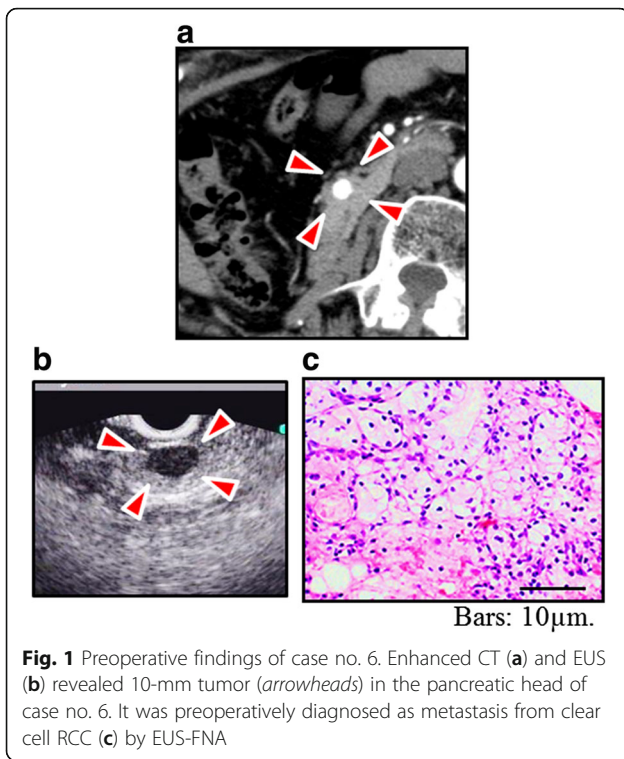 a
b
c
Bars: 10µm.
Fig. 1 Preoperative findings of case no. 6. Enhanced CT (a) and EUS
(b) revealed 10-mm tumor (arrowheads) in the pancreatic head of
case no. 6. It was preoperatively diagnosed as metastasis from clear
cell RCC (c) by EUS-FNA